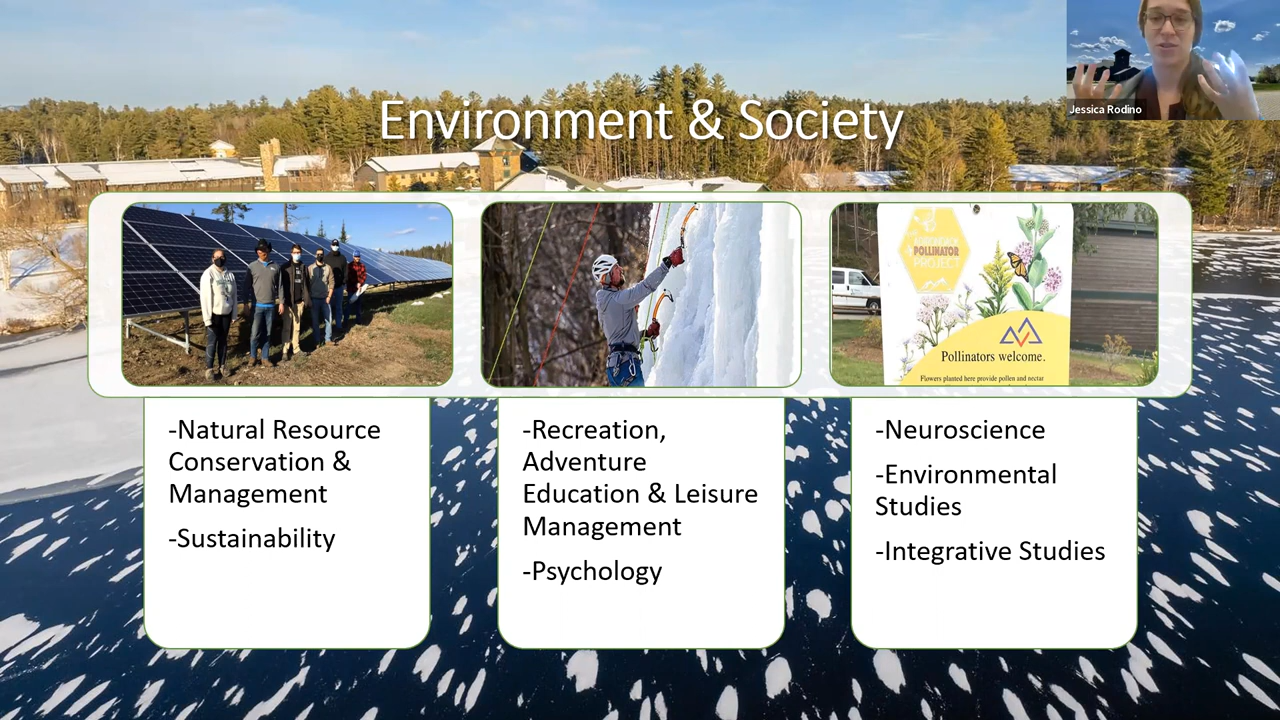 Jessica Rodino
Environment & Society
POLLINATOR
PROJECT
Pollinators welcome.
Flowers planted here provide pollen and nectar
-Natural Resource
Conservation &
Management
-Sustainability
-Recreation,
Adventure
Education & Leisure
Management
-Psychology
-Neuroscience
-Environmental
Studies
-Integrative Studies